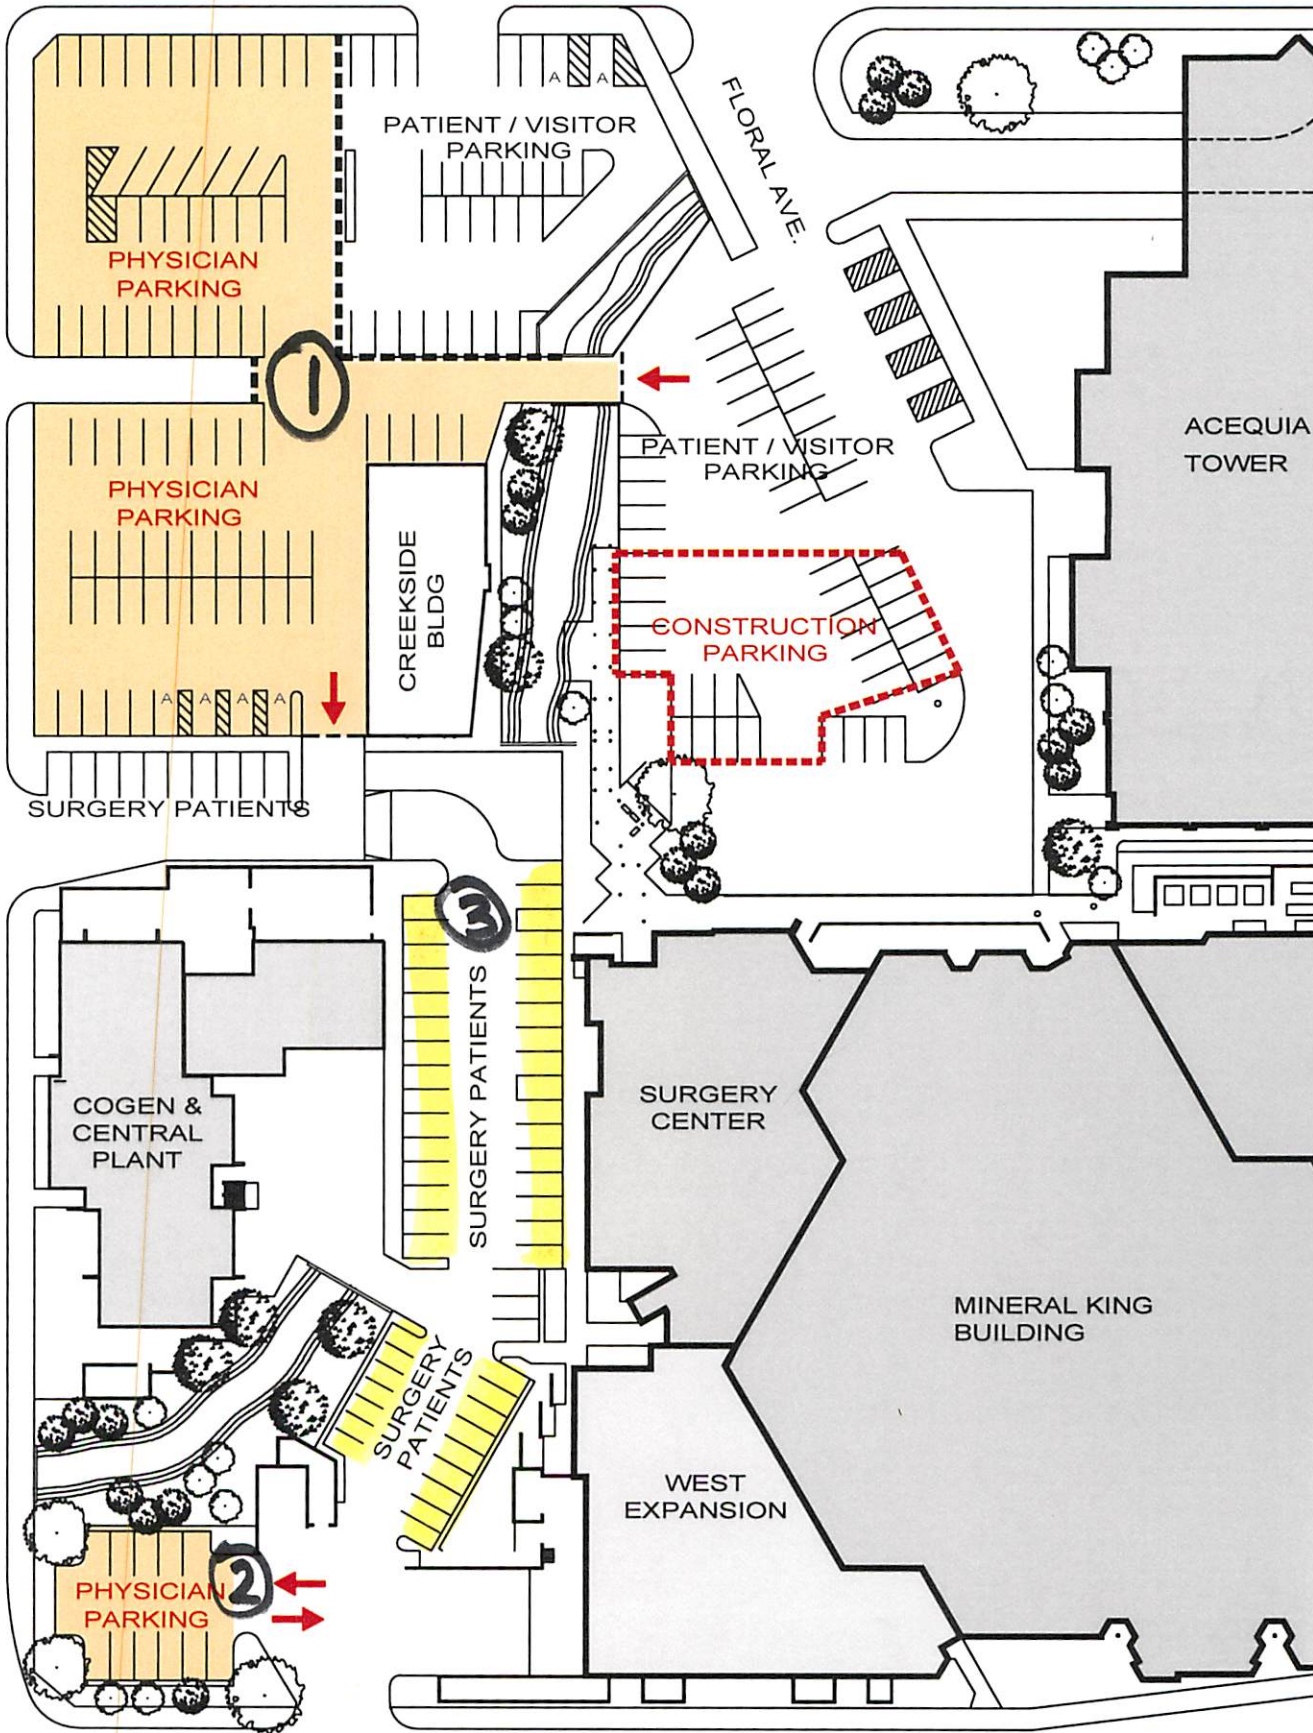 A A
PATIENT / VISITOR
PARKING
FLORAL AVE.
PHYSICIAN
PARKING
1
PATIENT / VISITOR
PARKING
ACEQUIA
TOWER
PHYSICIAN
PARKING
CREEKSIDE
BLDG
CONSTRUCTION
PARKING
A A A A
SURGERY PATIENTS
3
SURGERY PATIENTS
COGEN &
CENTRAL
PLANT
SURGERY
CENTER
MINERAL KING
BUILDING
SURGERY
PATIENTS
WEST
EXPANSION
PHYSICIAN
PARKING
2